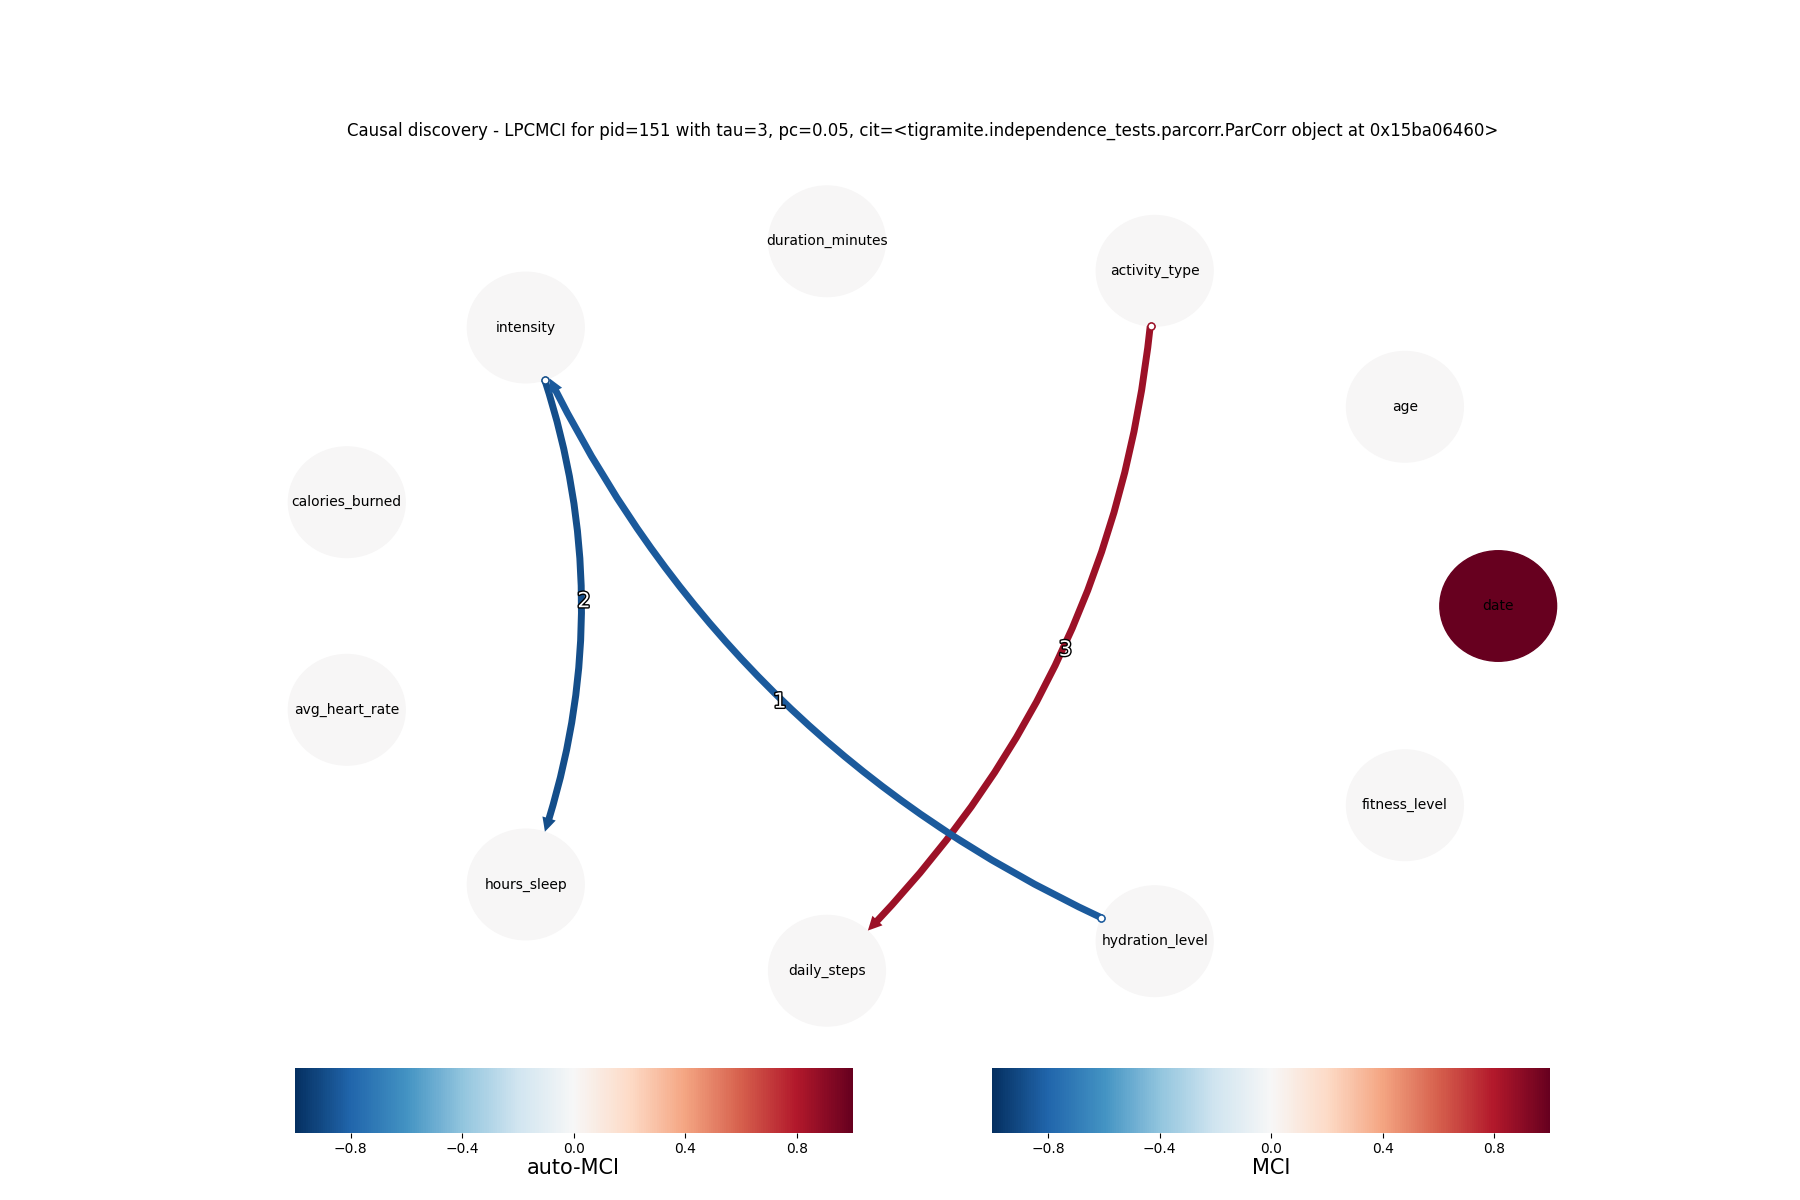 Causal discovery - LPCMCI for pid=151 with tau=3, pc=0.05, cit=<tigramite.independence_tests.parcorr.ParCorr object at 0x15ba06460>
duration_minutes
activity_type
intensity
age
calories_burned
2
date
3
1
avg_heart_rate
fitness_level
hours_sleep
hydration_level
daily_steps
−0.8 −0.4 0.0 0.4 0.8
auto-MCI
−0.8 −0.4 0.0 0.4 0.8
MCI